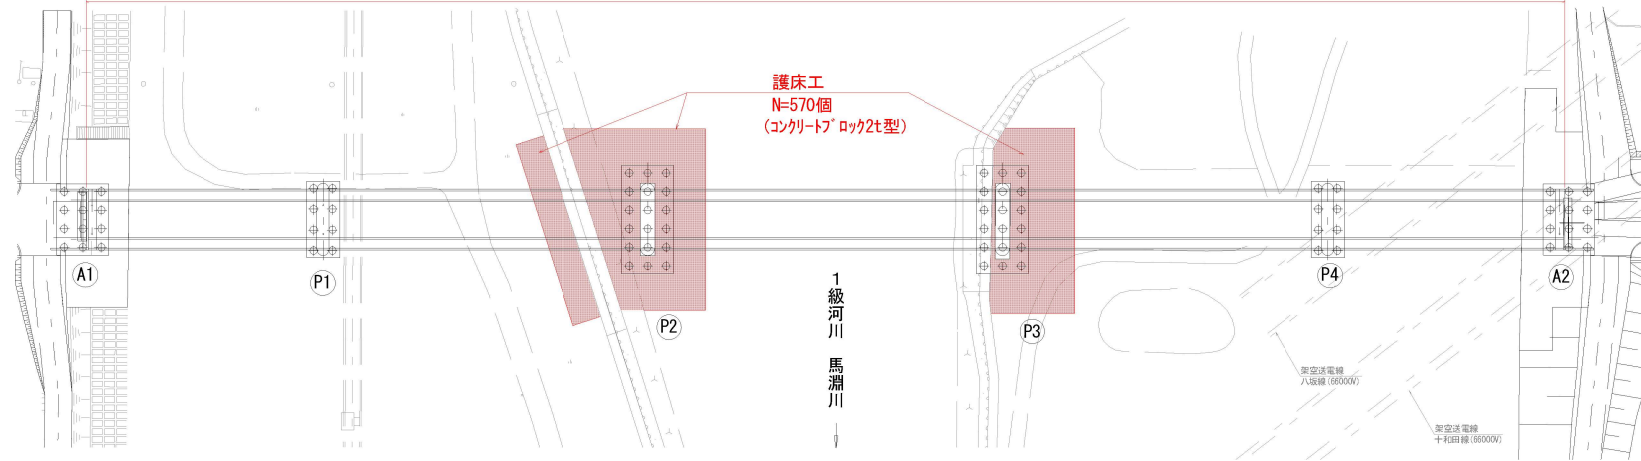 護床工
N=570個
(ｺﾝｸﾘｰﾄﾌﾞﾛｯｸ2t型)
A1
P1
P2
P3
P4
A2
1級河川 馬淵川
架空送電線
八坂線(66000V)
架空送電線
十和田線(66000V)